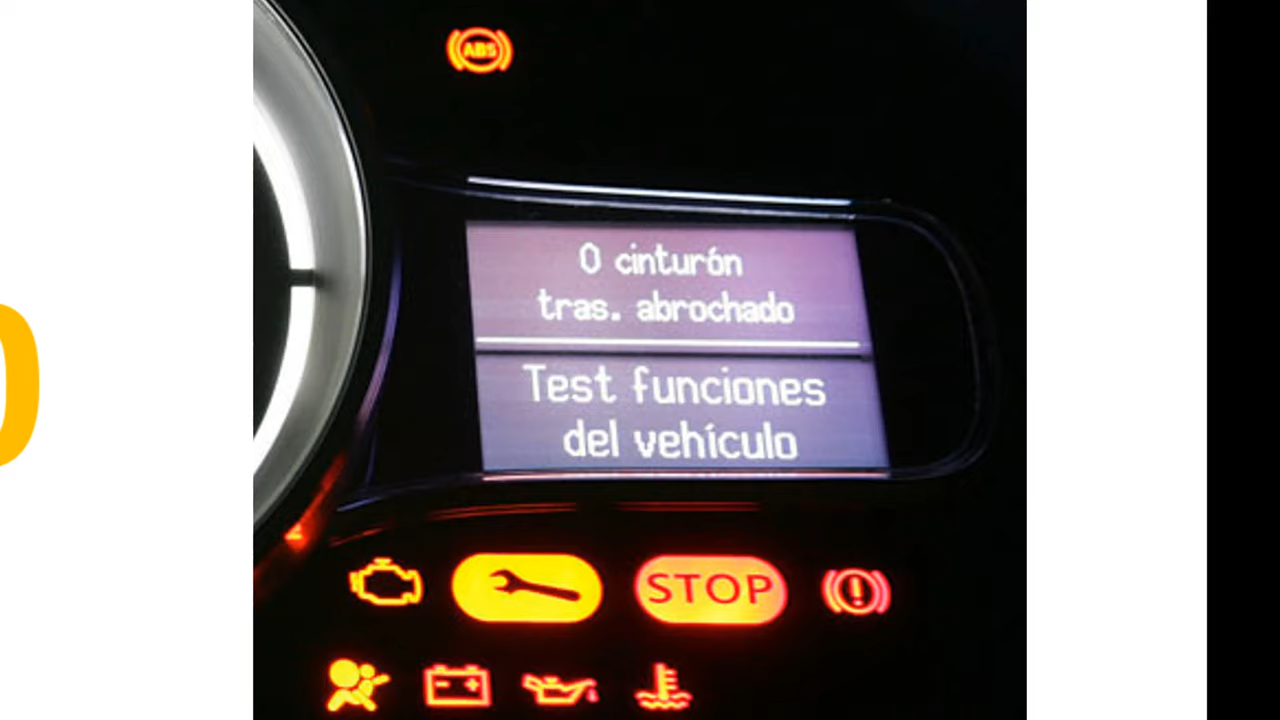 ABS
0 cinturón
tras. abrochado
Test funciones
del vehículo
STOP